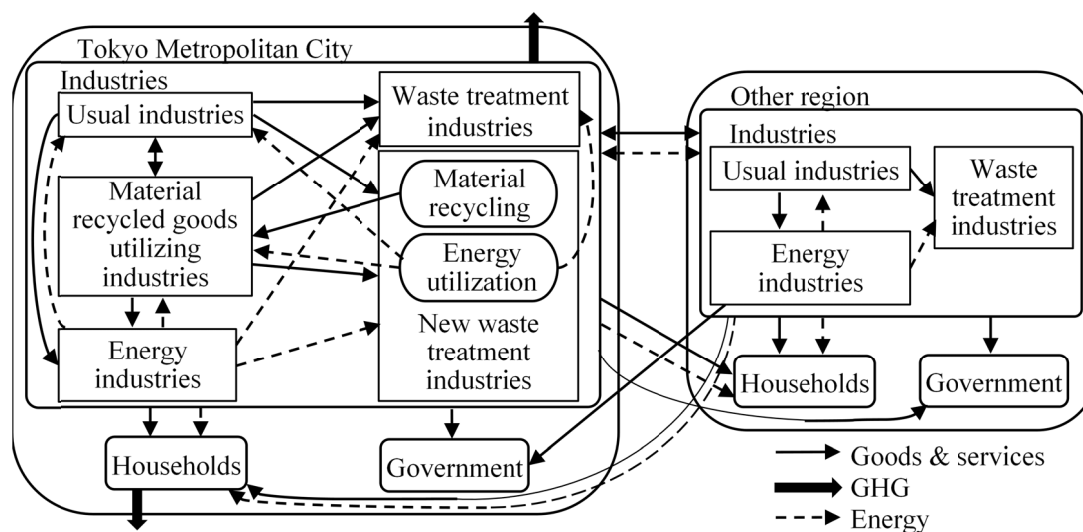 Tokyo Metropolitan City
Industries
Usual industries
Material
recycled goods
utilizing
industries
Energy
industries
Waste treatment
industries
Material
recycling
Energy
utilization
New waste
treatment
industries
Households
Government
Other region
Industries
Usual industries
Energy
industries
Waste
treatment
industries
Households
Government
Goods & services
GHG
Energy